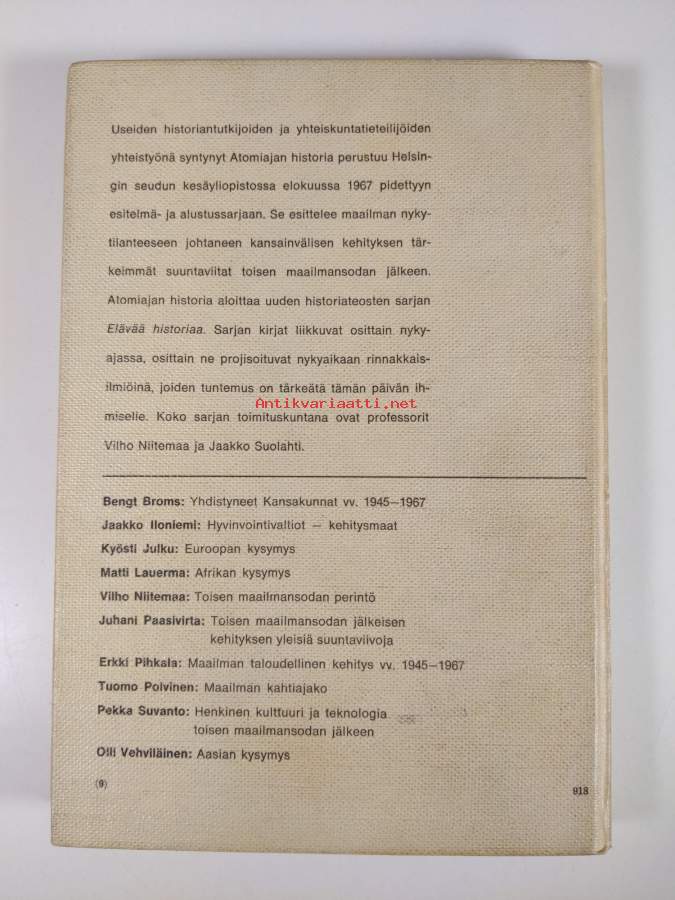 Useiden historiantutkijoiden ja yhteiskuntatieteilijöiden
yhteistyönä syntynyt Atomiajan historia perustuu Helsin-
gin seudun kesäyliopistossa elokuussa 1967 pidettyyn
esitelmä- ja alustussarjaan. Se esittelee maailman nyky-
tilanteeseen johtaneen kansainvälisen kehityksen tär-
keimmät suuntaviitat toisen maailmansodan jälkeen.
Atomiajan historia aloittaa uuden historiateosten sarjan
Elävää historiaa. Sarjan kirjat liikkuvat osittain nyky-
ajassa, osittain ne projisoituvat nykyaikaan rinnakkais-
ilmiöinä, joiden tuntemus on tärkeätä tämän päivän ih-
Antikvariaatti.net
miselle. Koko sarjan toimituskuntana ovat professorit
Vilho Niitemaa ja Jaakko Suolahti.
Bengt Broms: Yhdistyneet Kansakunnat vv. 1945—1967
Jaakko Iloniemi: Hyvinvointivaltiot — kehitysmaat
Kyösti Julku: Euroopan kysymys
Matti Lauerma: Afrikan kysymys
Vilho Niitemaa: Toisen maailmansodan perintö
Juhani Paasivirta: Toisen maailmansodan jälkeisen
kehityksen yleisiä suuntaviivoja
Erkki Pihkala: Maailman taloudellinen kehitys vv. 1945—1967
Tuomo Polvinen: Maailman kahtiajako
Pekka Suvanto: Henkinen kulttuuri ja teknologia
toisen maailmansodan jälkeen
Olli Vehviläinen: Aasian kysymys
(9)
918